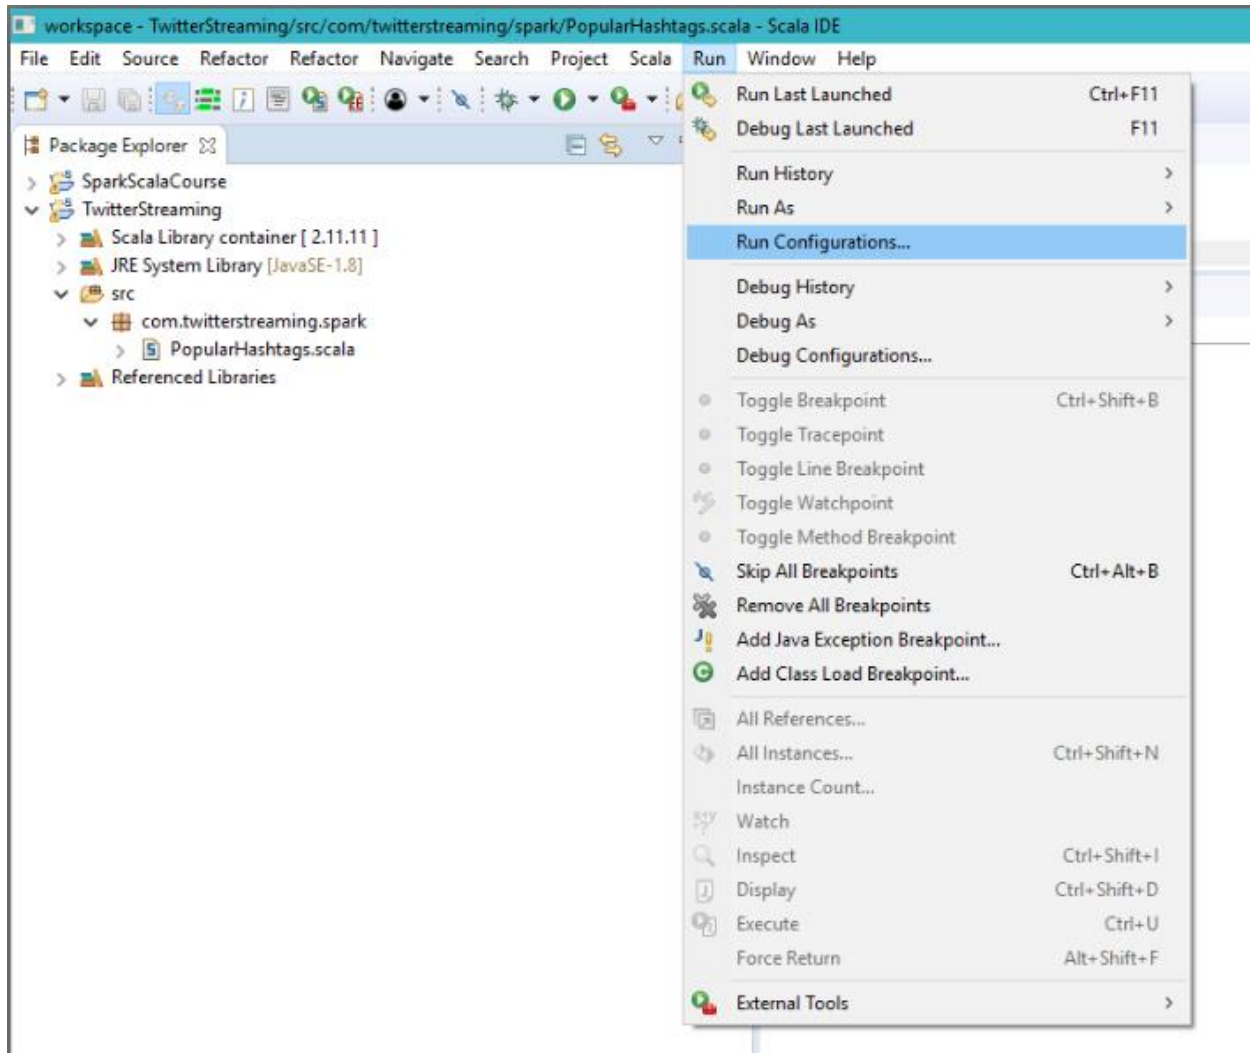 workspace - TwitterStreaming/src/com/twitterstreaming/spark/PopularHashtags.scala - Scala IDE
File Edit Source Refactor Refactor Navigate Search Project Scala Run Window Help
Package Explorer
SparkScalaCourse
TwitterStreaming
Scala Library container [ 2.11.11 ]
JRE System Library [JavaSE-1.8]
src
com.twitterstreaming.spark
PopularHashtags.scala
Referenced Libraries
Run Last Launched Ctrl+F11
Debug Last Launched F11
Run History
Run As
Run Configurations...
Debug History
Debug As
Debug Configurations...
Toggle Breakpoint Ctrl+Shift+B
Toggle Tracepoint
Toggle Line Breakpoint
Toggle Watchpoint
Toggle Method Breakpoint
Skip All Breakpoints Ctrl+Alt+B
Remove All Breakpoints
Add Java Exception Breakpoint...
Add Class Load Breakpoint...
All References...
All Instances... Ctrl+Shift+N
Instance Count...
Watch
Inspect Ctrl+Shift+I
Display Ctrl+Shift+D
Execute Ctrl+U
Force Return Alt+Shift+F
External Tools